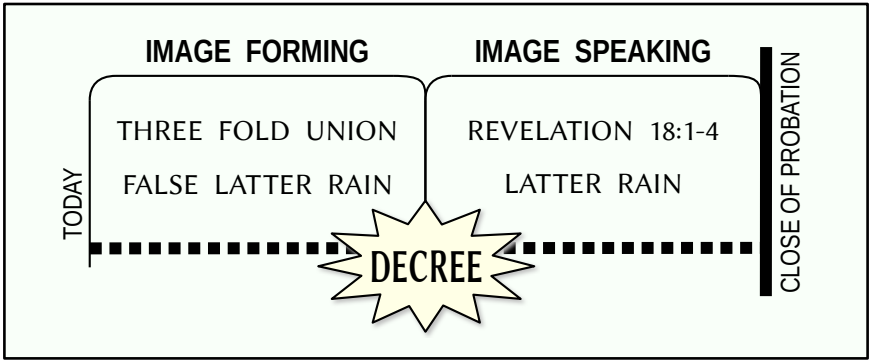 IMAGE FORMING
IMAGE SPEAKING
THREE FOLD UNION
REVELATION 18:1-4
FALSE LATTER RAIN
LATTER RAIN
TODAY
CLOSE OF PROBATION
DECREE